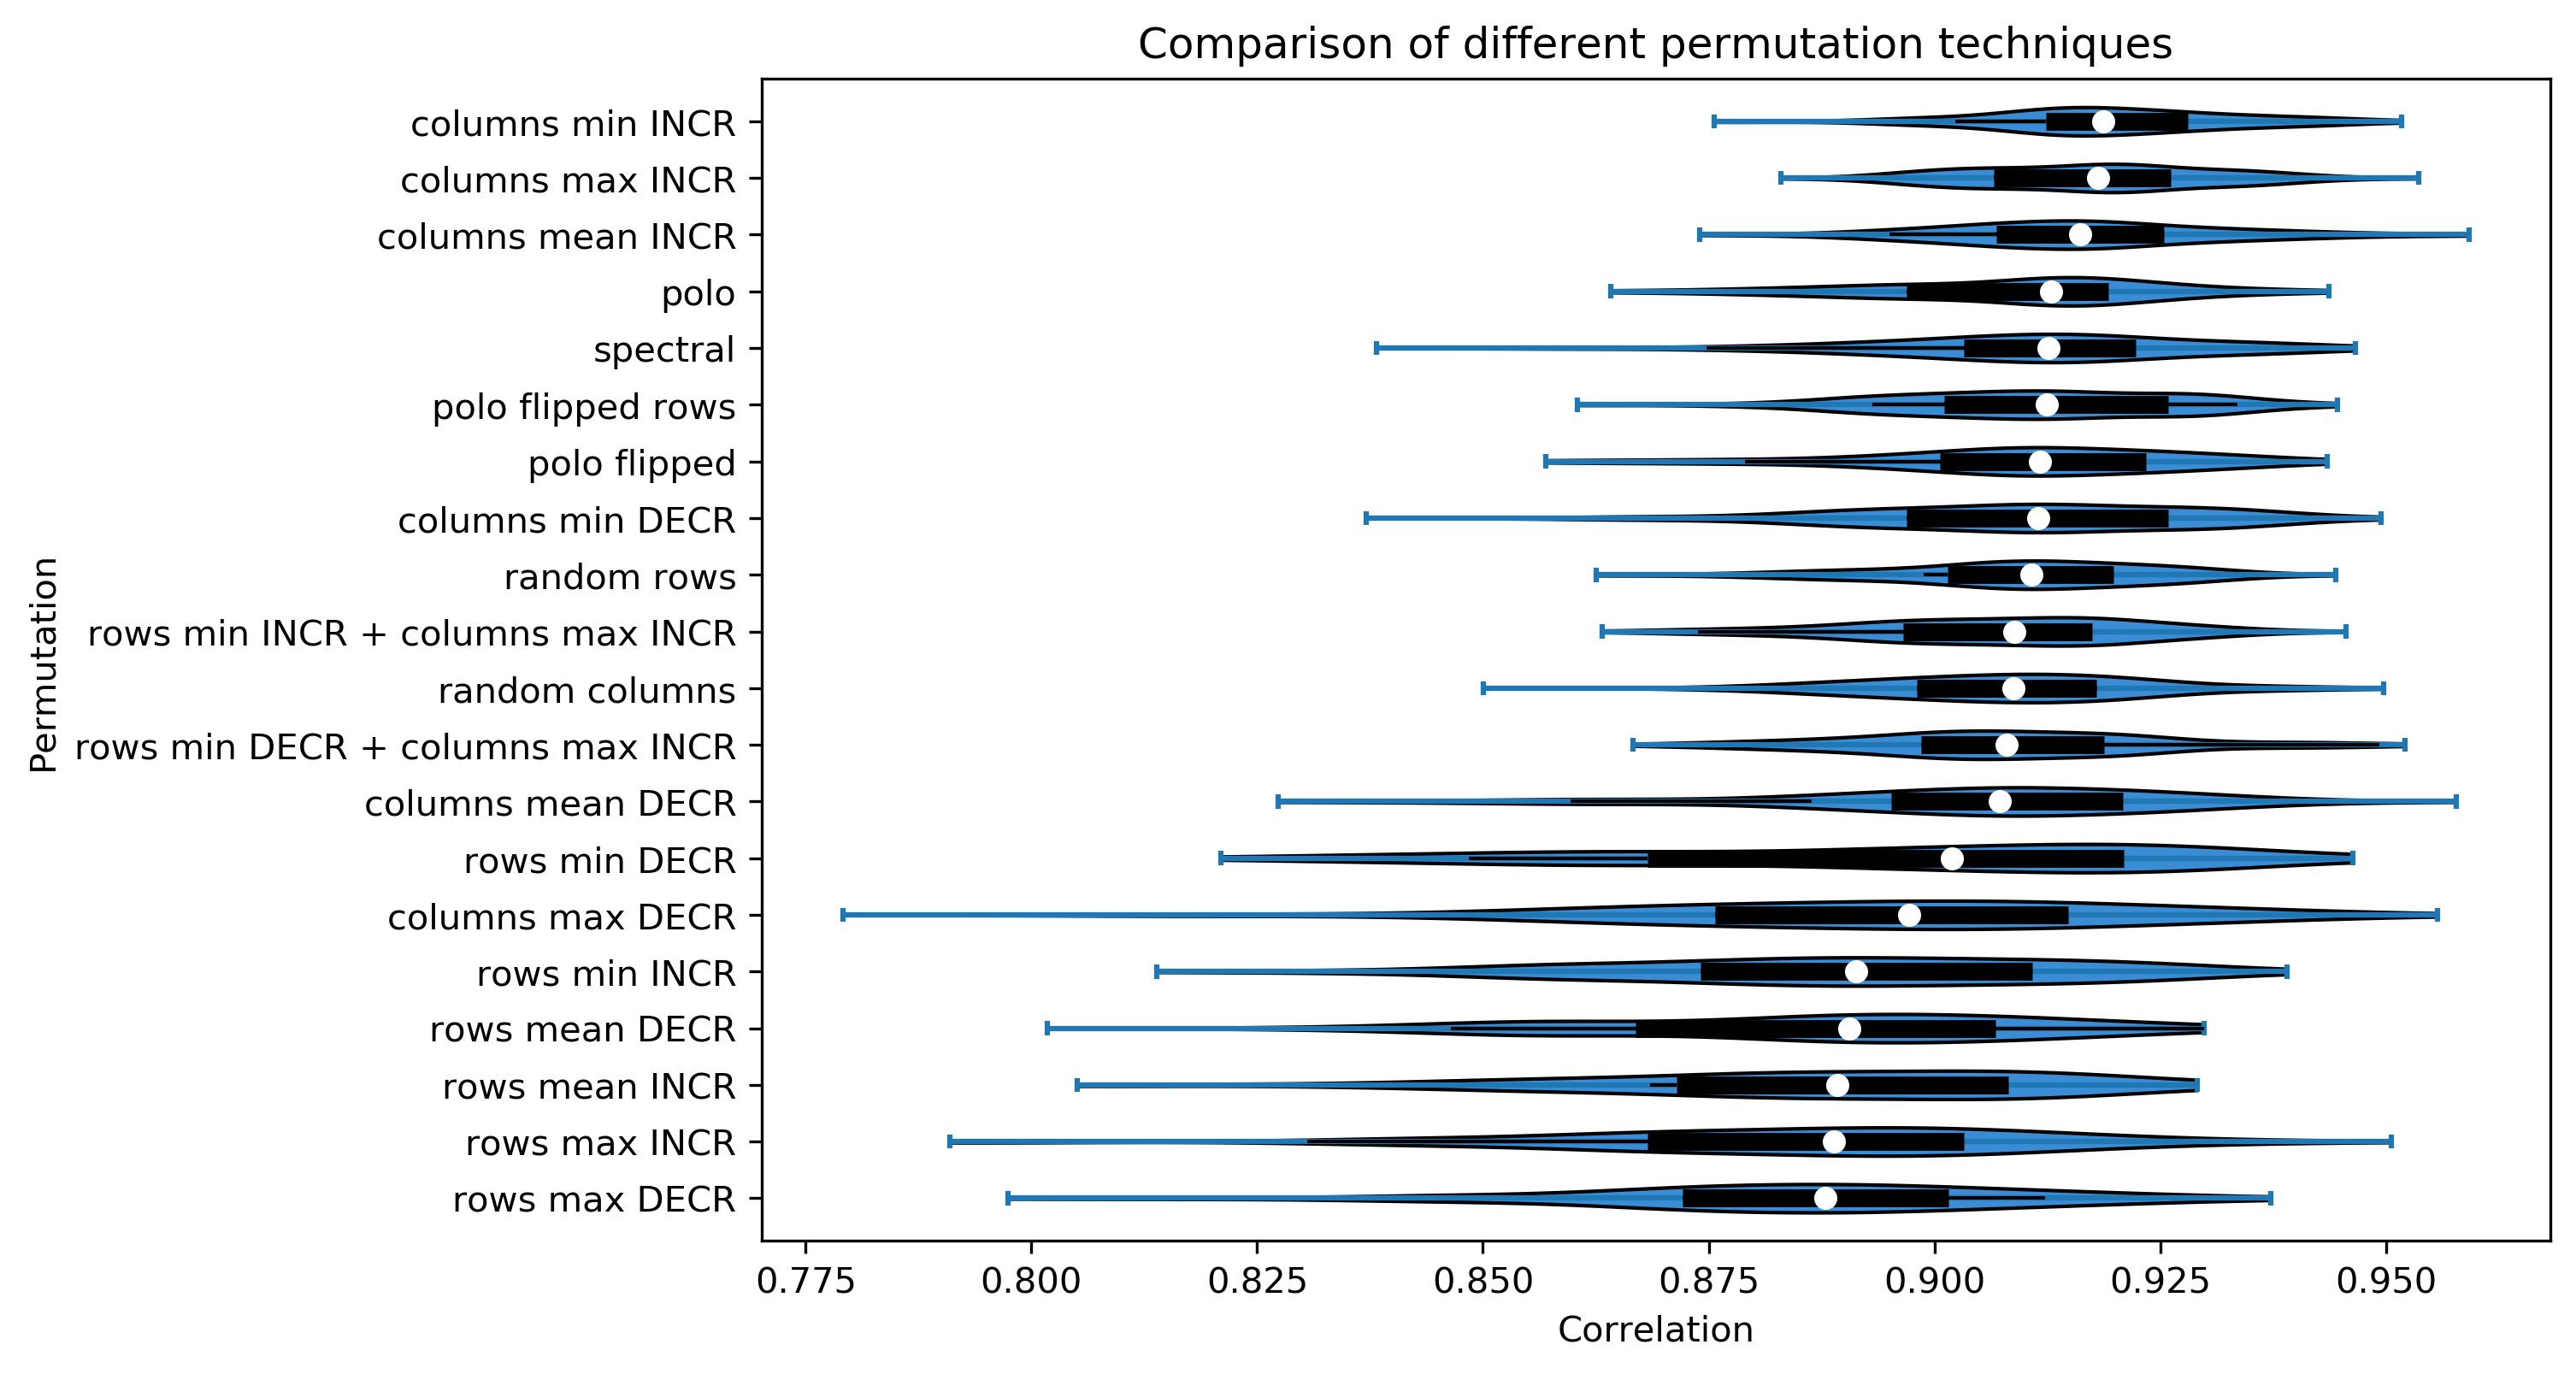 Comparison of different permutation techniques
Permutation
columns min INCR
columns max INCR
columns mean INCR
polo
spectral
polo flipped rows
polo flipped
columns min DECR
random rows
rows min INCR + columns max INCR
random columns
rows min DECR + columns max INCR
columns mean DECR
rows min DECR
columns max DECR
rows min INCR
rows mean DECR
rows mean INCR
rows max INCR
rows max DECR
0.775 0.800 0.825 0.850 0.875 0.900 0.925 0.950
Correlation